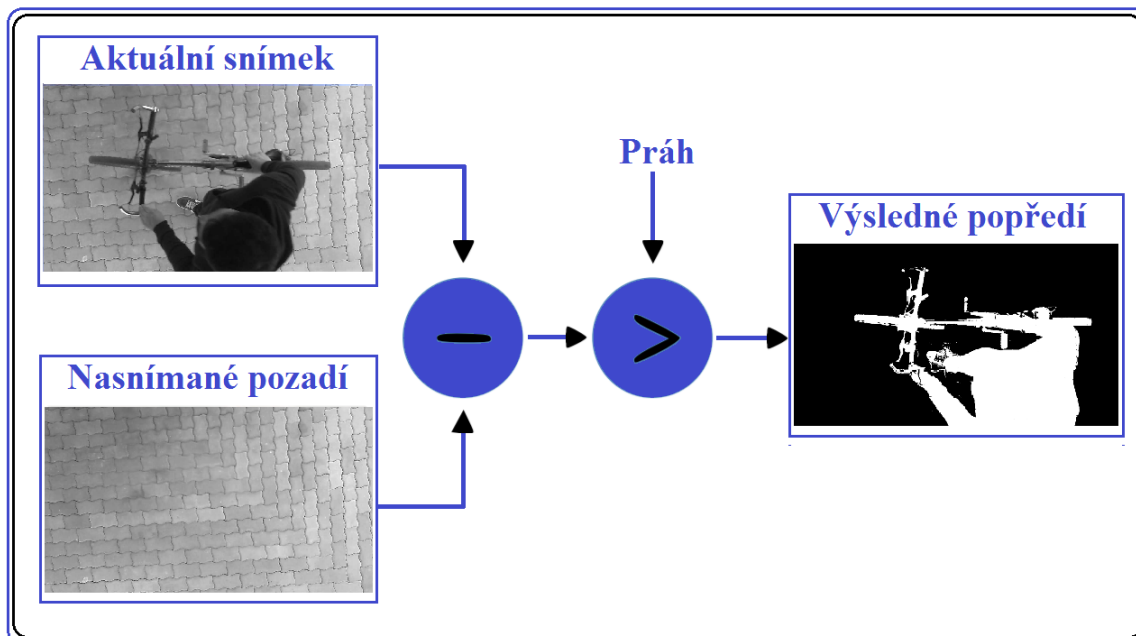 Aktuální snímek
Práh
Výsledné popředí
Nasnímané pozadí